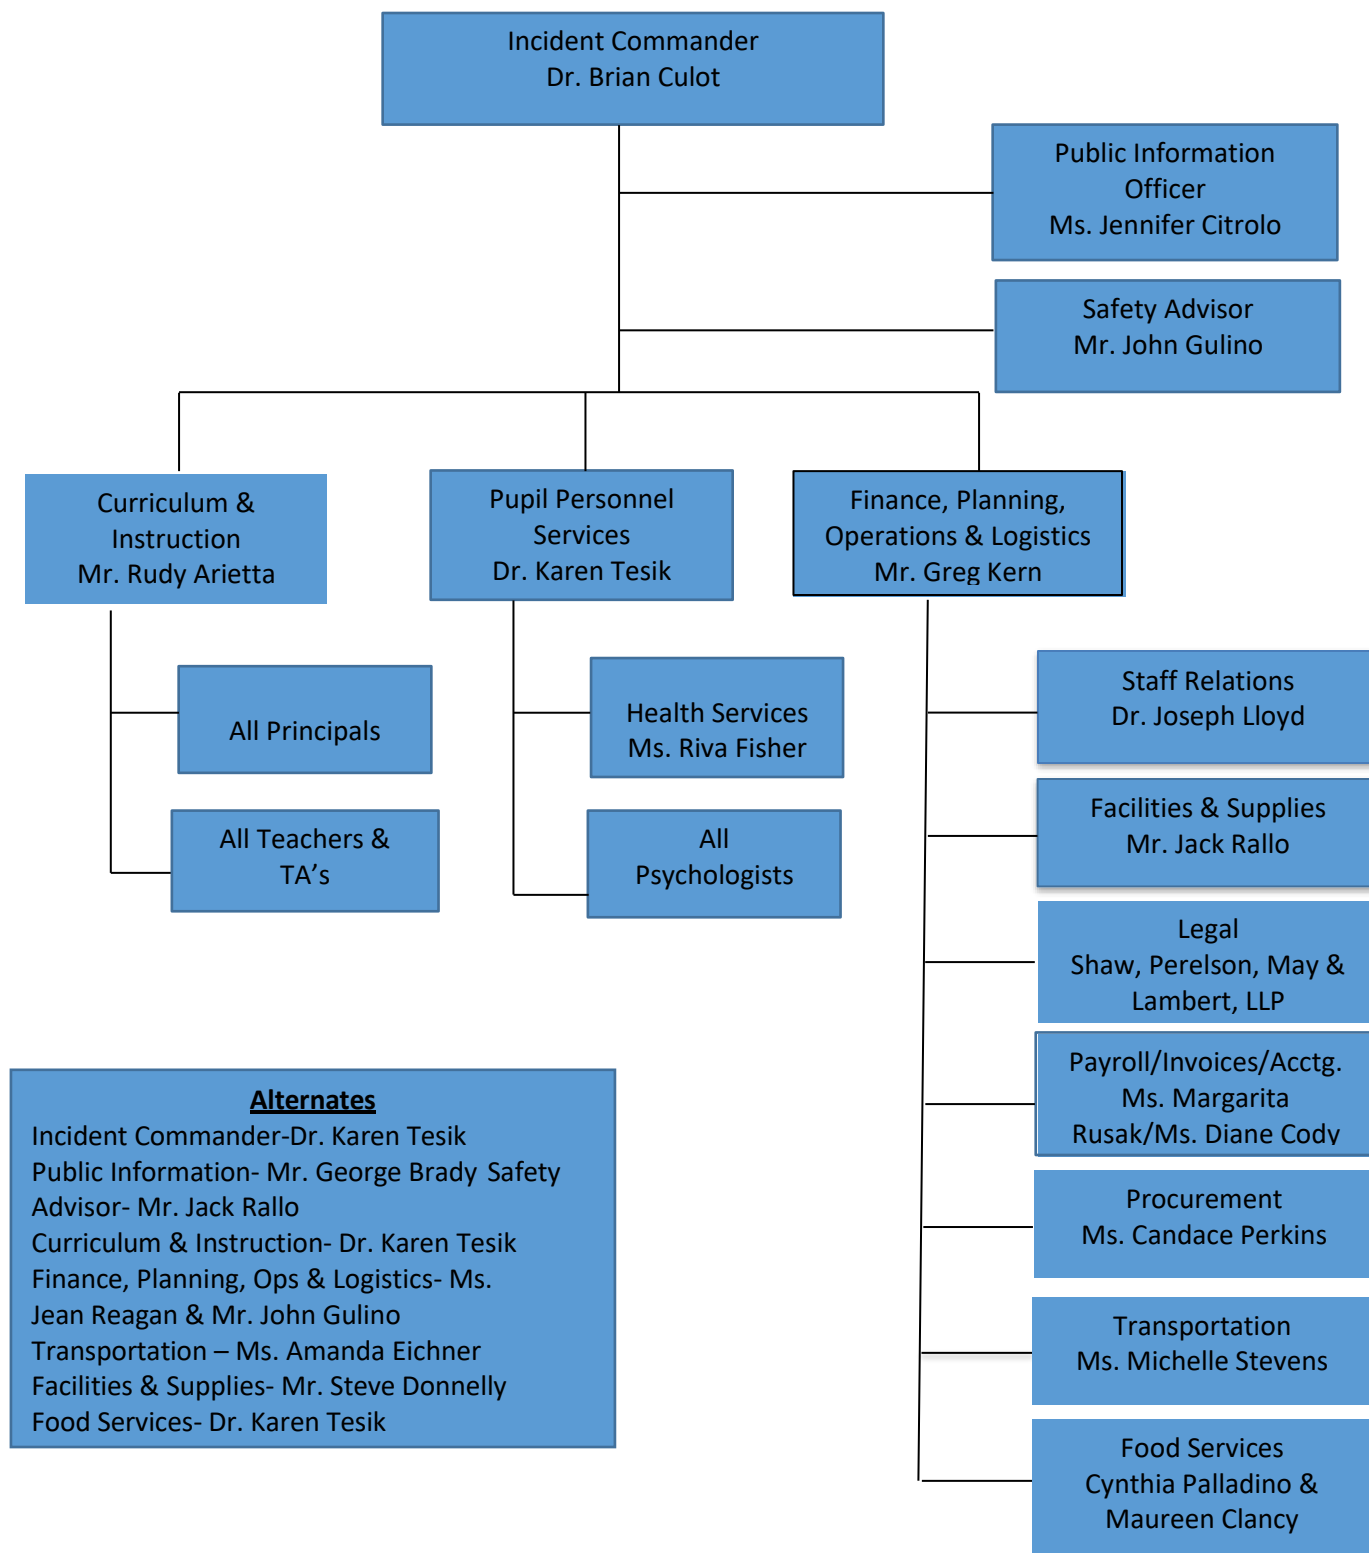 Incident Commander
Dr. Brian Culot
Public Information
Officer
Ms. Jennifer Citrolo
Safety Advisor
Mr. John Gulino
Curriculum &
Instruction
Mr. Rudy Arietta
Pupil Personnel
Services
Dr. Karen Tesik
Finance, Planning,
Operations & Logistics
Mr. Greg Kern
All Principals
All Teachers &
TA’s
Health Services
Ms. Riva Fisher
All
Psychologists
Staff Relations
Dr. Joseph Lloyd
Facilities & Supplies
Mr. Jack Rallo
Legal
Shaw, Perelson, May &
Lambert, LLP
Payroll/Invoices/Acctg.
Ms. Margarita
Rusak/Ms. Diane Cody
Procurement
Ms. Candace Perkins
Transportation
Ms. Michelle Stevens
Food Services
Cynthia Palladino &
Maureen Clancy
Alternates
Incident Commander-Dr. Karen Tesik
Public Information- Mr. George Brady Safety
Advisor- Mr. Jack Rallo
Curriculum & Instruction- Dr. Karen Tesik
Finance, Planning, Ops & Logistics- Ms.
Jean Reagan & Mr. John Gulino
Transportation – Ms. Amanda Eichner
Facilities & Supplies- Mr. Steve Donnelly
Food Services- Dr. Karen Tesik